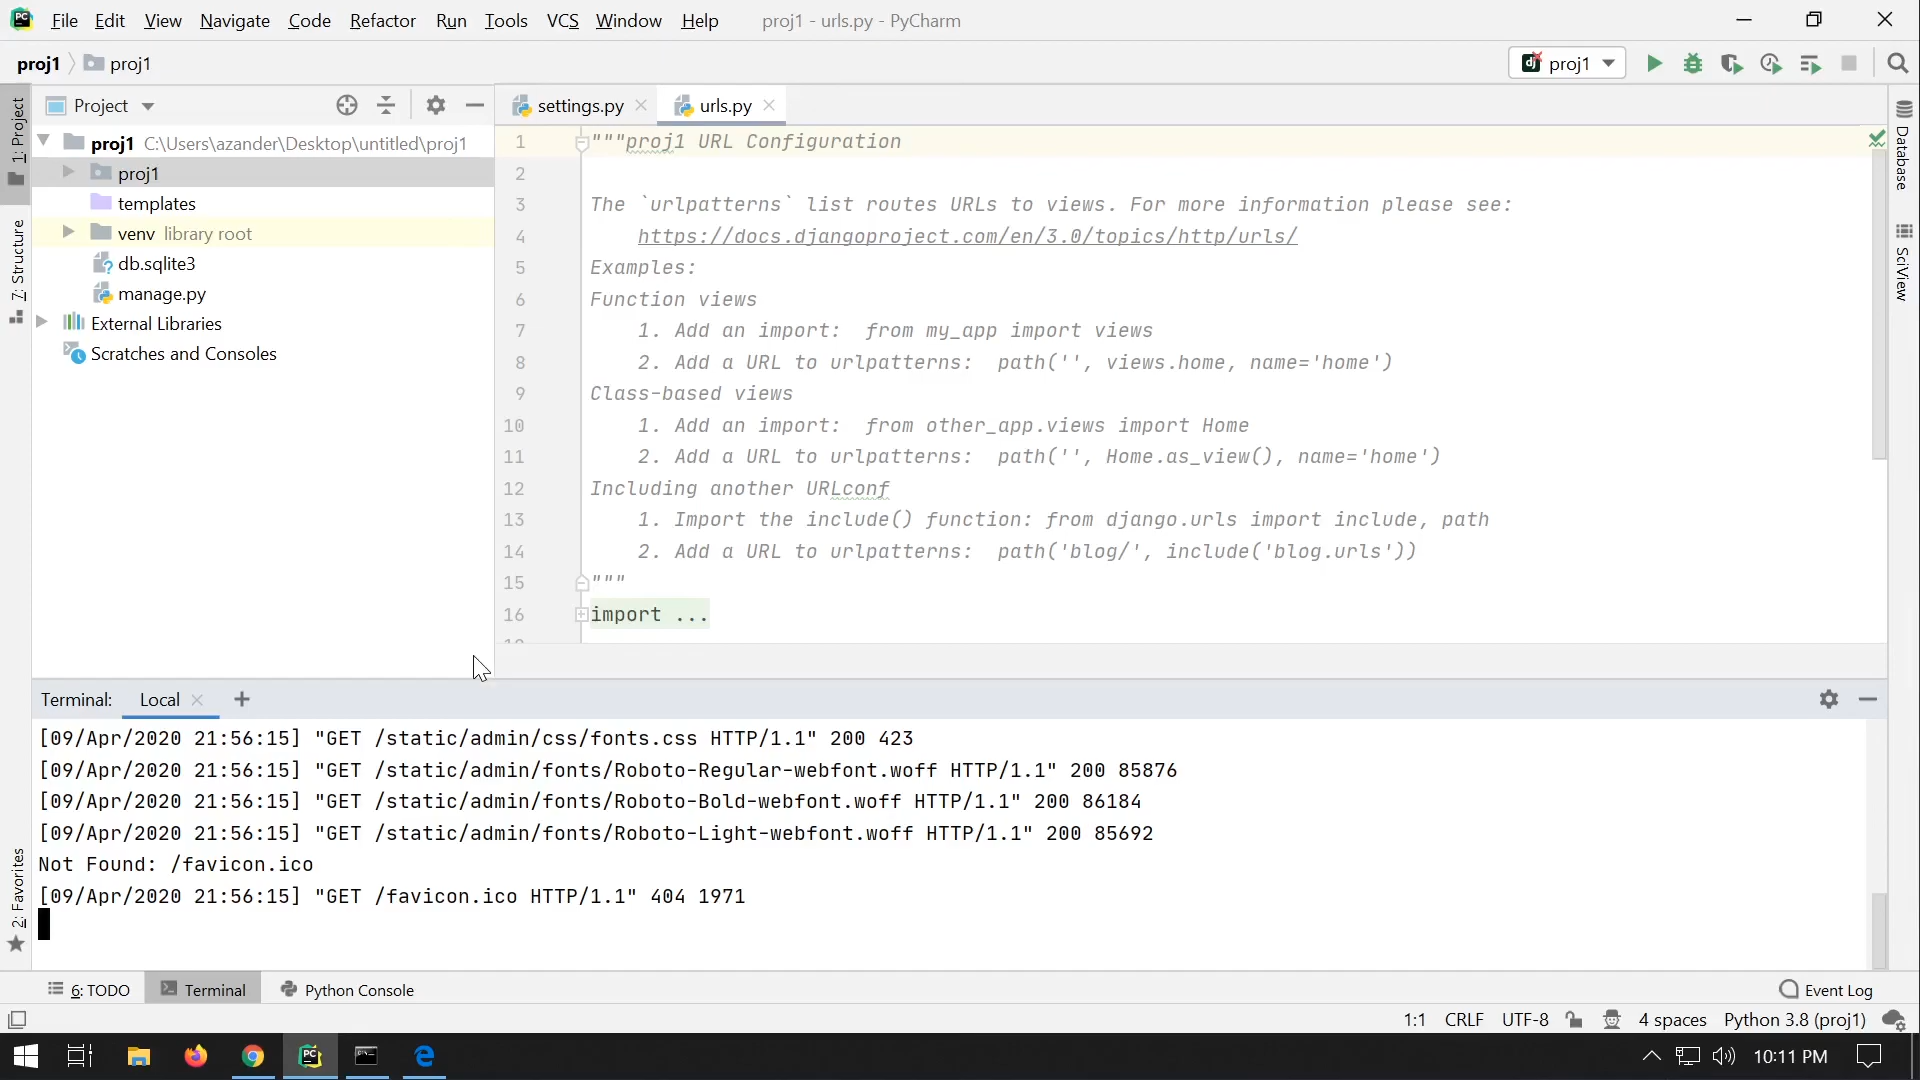 File Edit View Navigate Code Refactor Run Tools VCS Window Help proj1 - urls.py - PyCharm
proj1 proj1 proj1
Project settings.py urls.py
1: Project
7: Structure
2: Favorites
proj1 C:\Users\azander\Desktop\untitled\proj1
proj1
templates
venv library root
db.sqlite3
manage.py
External Libraries
Scratches and Consoles
1 """proj1 URL Configuration
2
3 The `urlpatterns` list routes URLs to views. For more information please see:
4 https://docs.djangoproject.com/en/3.0/topics/http/urls/
5 Examples:
6 Function views
7 1. Add an import:  from my_app import views
8 2. Add a URL to urlpatterns:  path('', views.home, name='home')
9 Class-based views
10 1. Add an import:  from other_app.views import Home
11 2. Add a URL to urlpatterns:  path('', Home.as_view(), name='home')
12 Including another URLconf
13 1. Import the include() function: from django.urls import include, path
14 2. Add a URL to urlpatterns:  path('blog/', include('blog.urls'))
15 """
16 import ...
Database
SciView
Terminal: Local
[09/Apr/2020 21:56:15] "GET /static/admin/css/fonts.css HTTP/1.1" 200 423
[09/Apr/2020 21:56:15] "GET /static/admin/fonts/Roboto-Regular-webfont.woff HTTP/1.1" 200 85876
[09/Apr/2020 21:56:15] "GET /static/admin/fonts/Roboto-Bold-webfont.woff HTTP/1.1" 200 86184
[09/Apr/2020 21:56:15] "GET /static/admin/fonts/Roboto-Light-webfont.woff HTTP/1.1" 200 85692
Not Found: /favicon.ico
[09/Apr/2020 21:56:15] "GET /favicon.ico HTTP/1.1" 404 1971
6: TODO Terminal Python Console Event Log
1:1 CRLF UTF-8 4 spaces Python 3.8 (proj1)
10:11 PM